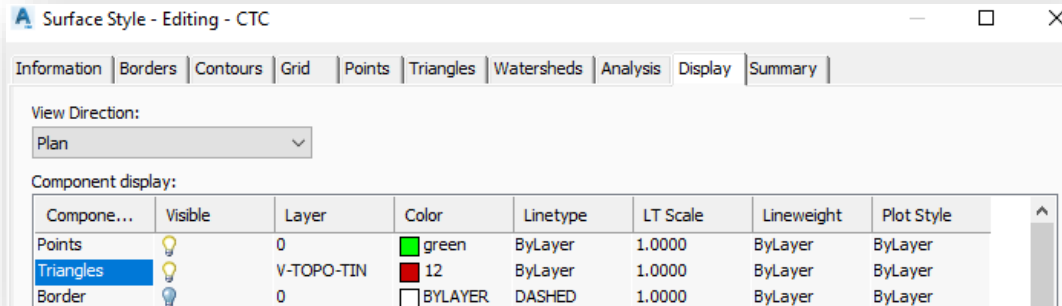 Surface Style - Editing - CTC
Information Borders Contours Grid Points Triangles Watersheds Analysis Display Summary
View Direction:
Plan
Component display:
Compone... Visible Layer Color Linetype LT Scale Lineweight Plot Style
Points 0 green ByLayer 1.0000 ByLayer ByLayer
Triangles V-TOPO-TIN 12 ByLayer 1.0000 ByLayer ByLayer
Border 0 BYLAYER DASHED 1.0000 ByLayer ByLayer